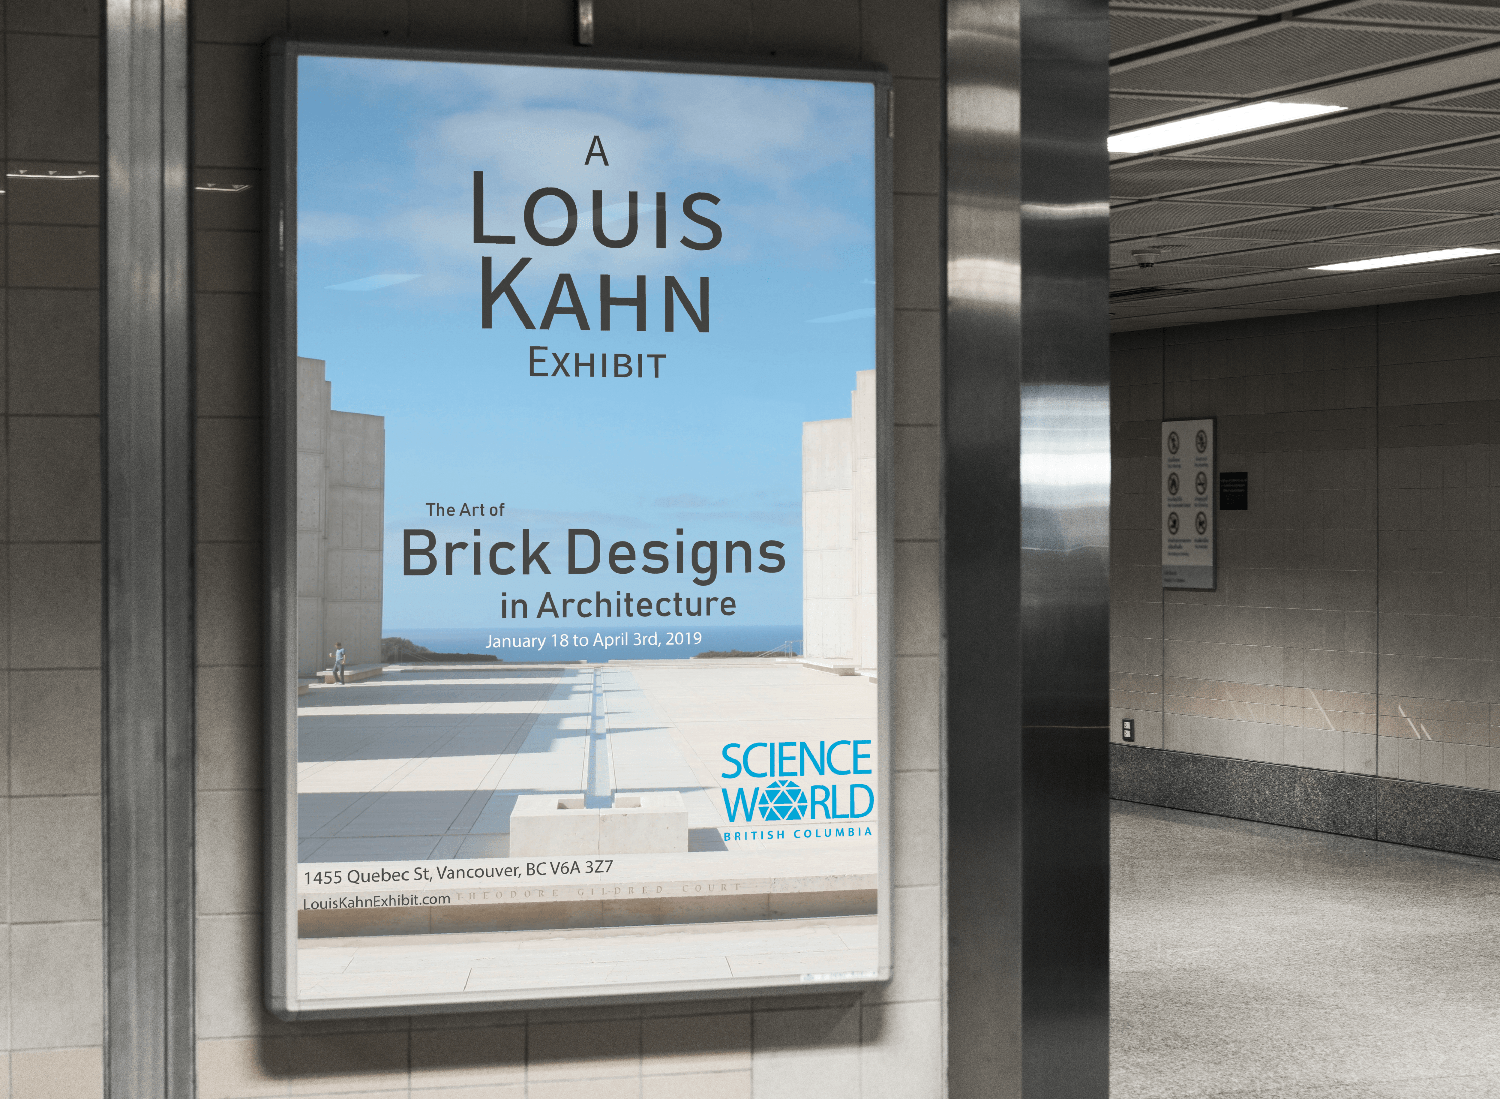 A
LOUIS
KAHN
EXHIBIT
The Art of
Brick Designs
in Architecture
January 18 to April 3rd, 2019
SCIENCE
WORLD
BRITISH COLUMBIA
1455 Quebec St, Vancouver, BC V6A 3Z7
THEODORE GILDRED COURT
LouisKahnExhibit.com